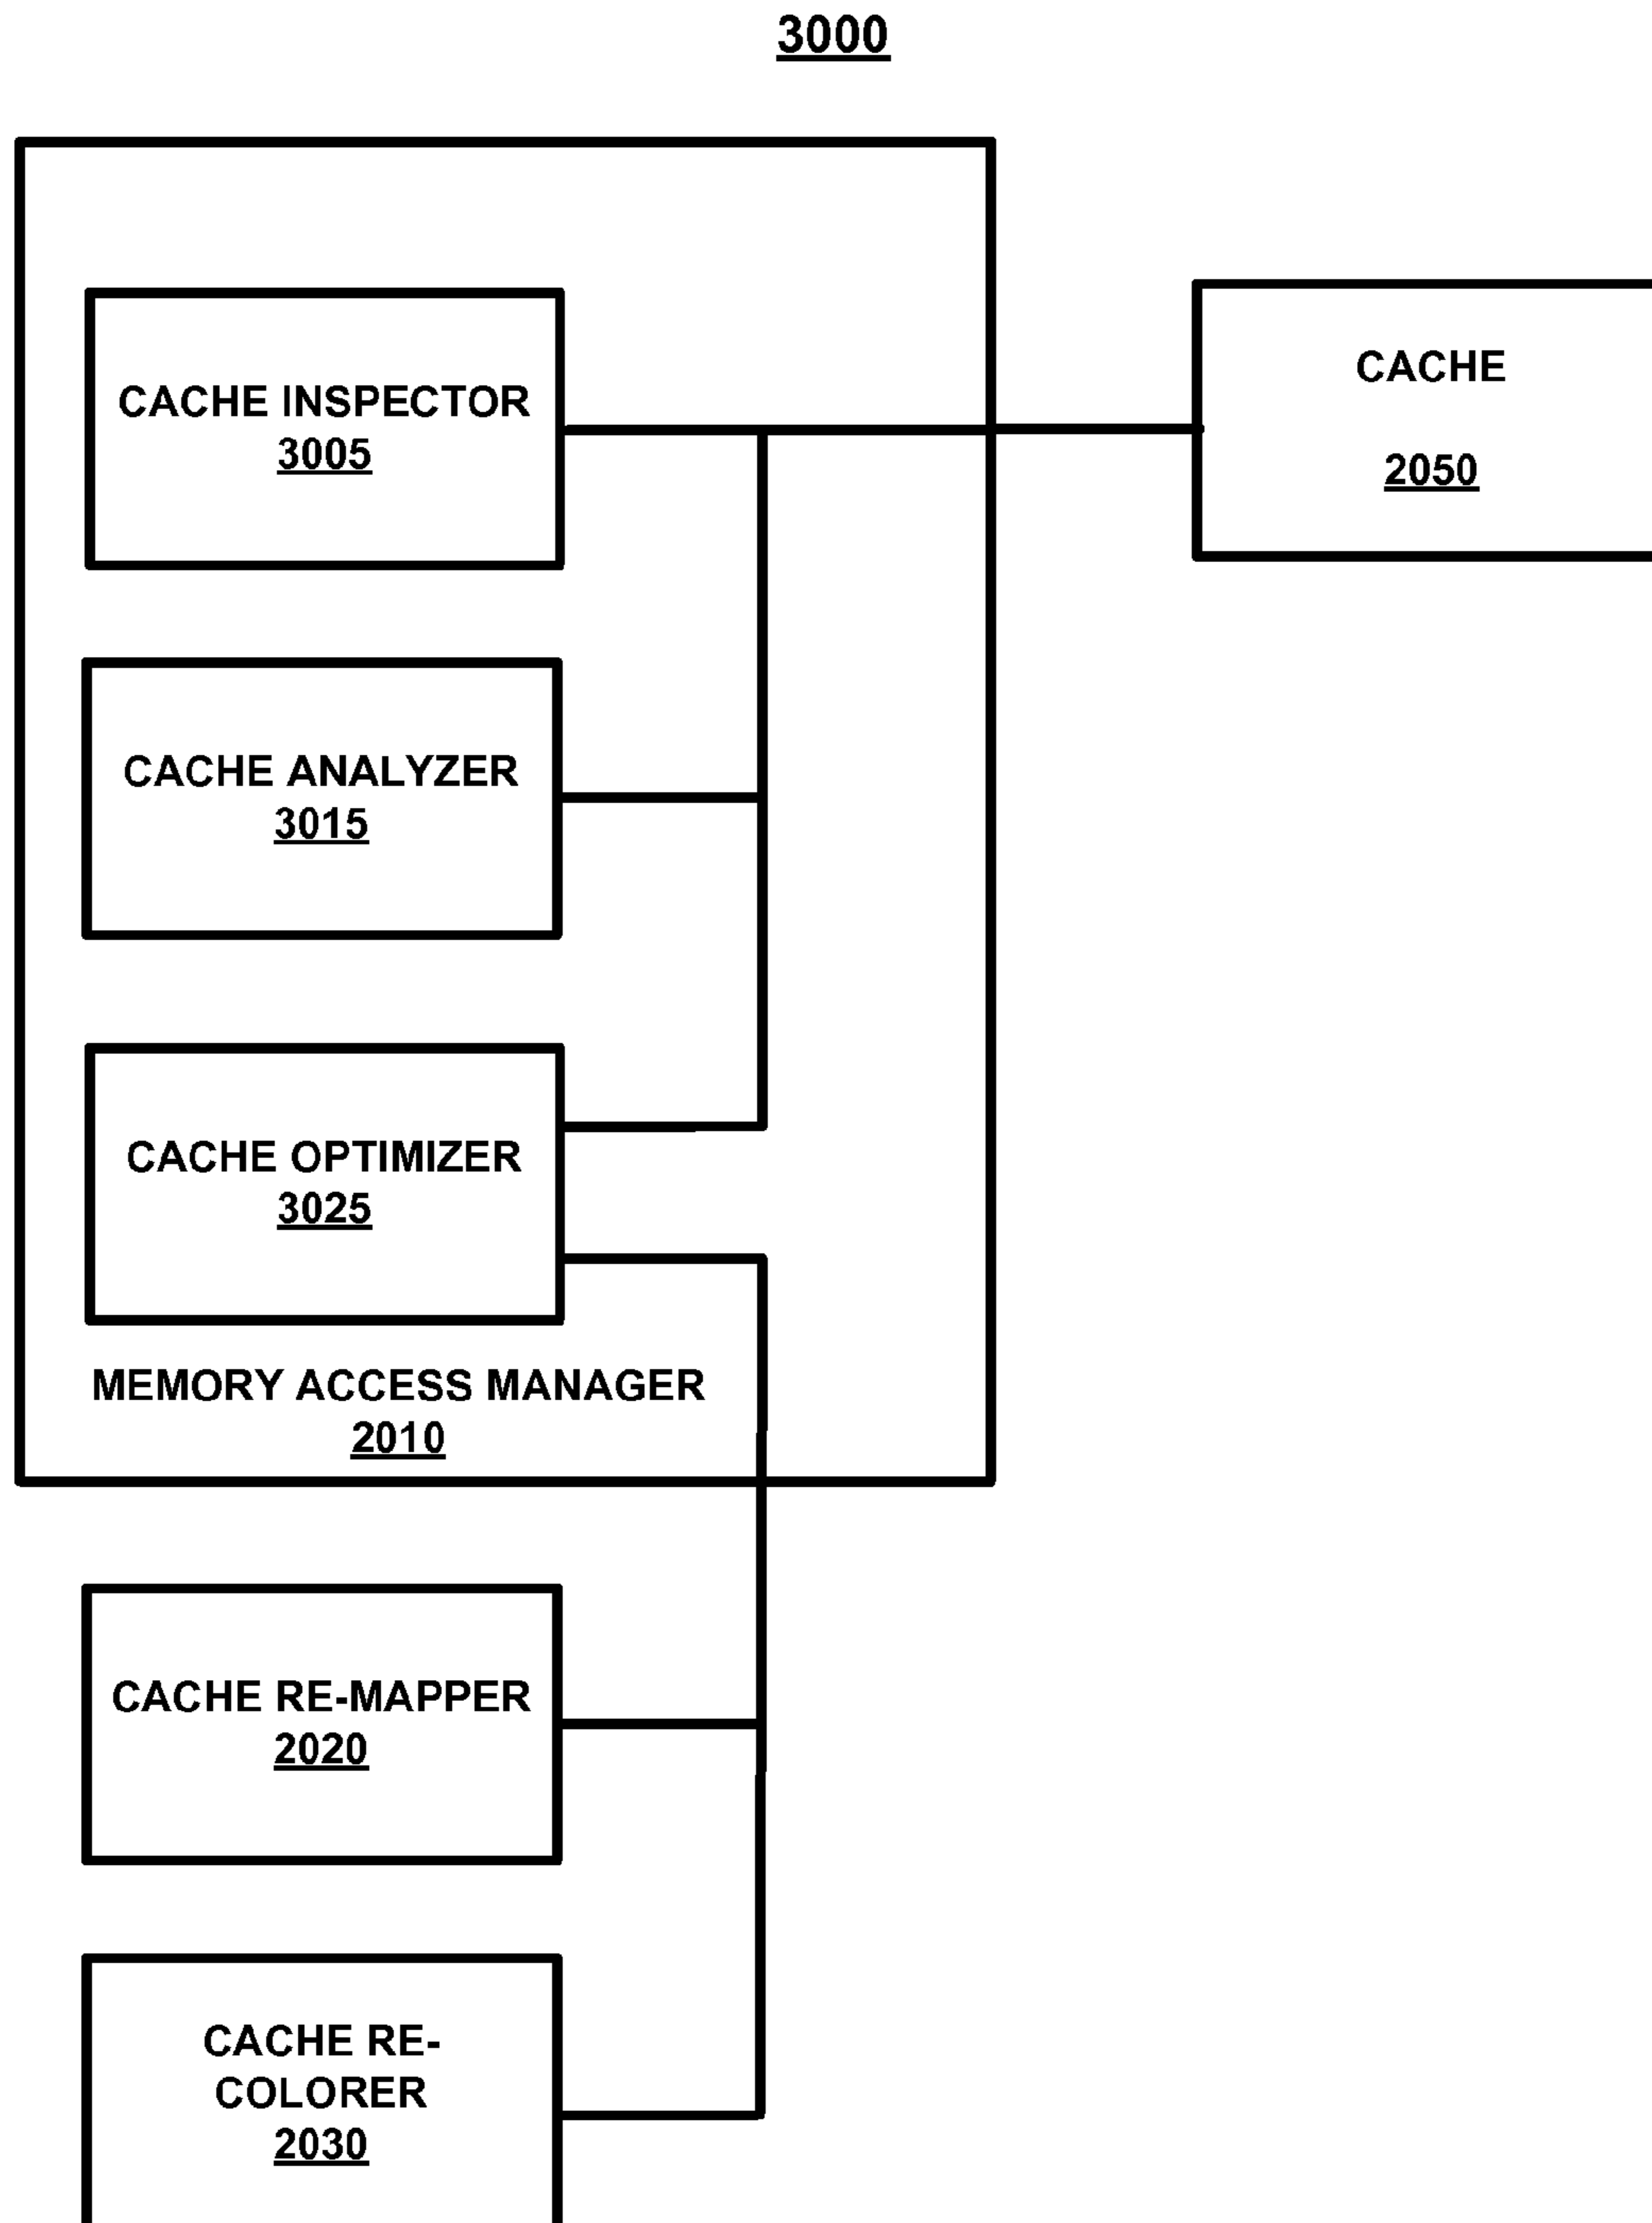 3000
CACHE INSPECTOR
3005
CACHE
2050
CACHE ANALYZER
3015
CACHE OPTIMIZER
3025
MEMORY ACCESS MANAGER
2010
CACHE RE-MAPPER
2020
CACHE RE-
COLORER
2030